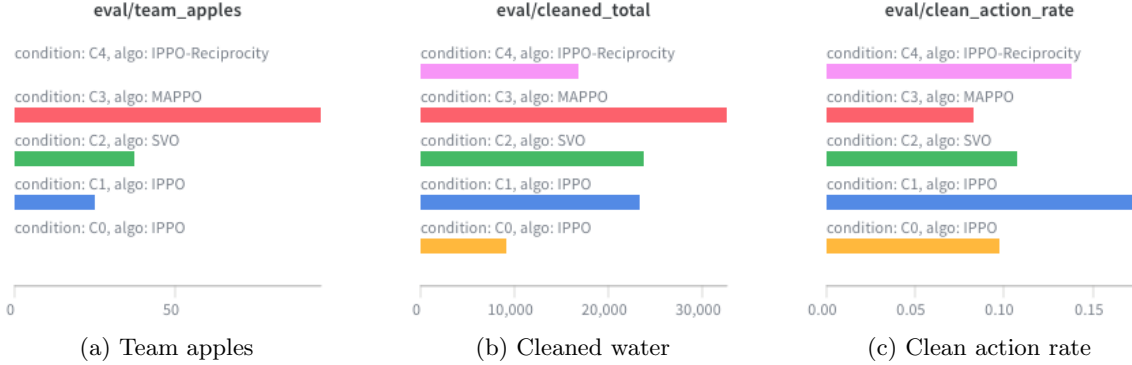 eval/team_apples
condition: C4, algo: IPPO-Reciprocity
condition: C3, algo: MAPPO
condition: C2, algo: SVO
condition: C1, algo: IPPO
condition: C0, algo: IPPO
0 50
(a) Team apples
eval/cleaned_total
condition: C4, algo: IPPO-Reciprocity
condition: C3, algo: MAPPO
condition: C2, algo: SVO
condition: C1, algo: IPPO
condition: C0, algo: IPPO
0 10,000 20,000 30,000
(b) Cleaned water
eval/clean_action_rate
condition: C4, algo: IPPO-Reciprocity
condition: C3, algo: MAPPO
condition: C2, algo: SVO
condition: C1, algo: IPPO
condition: C0, algo: IPPO
0.00 0.05 0.10 0.15
(c) Clean action rate